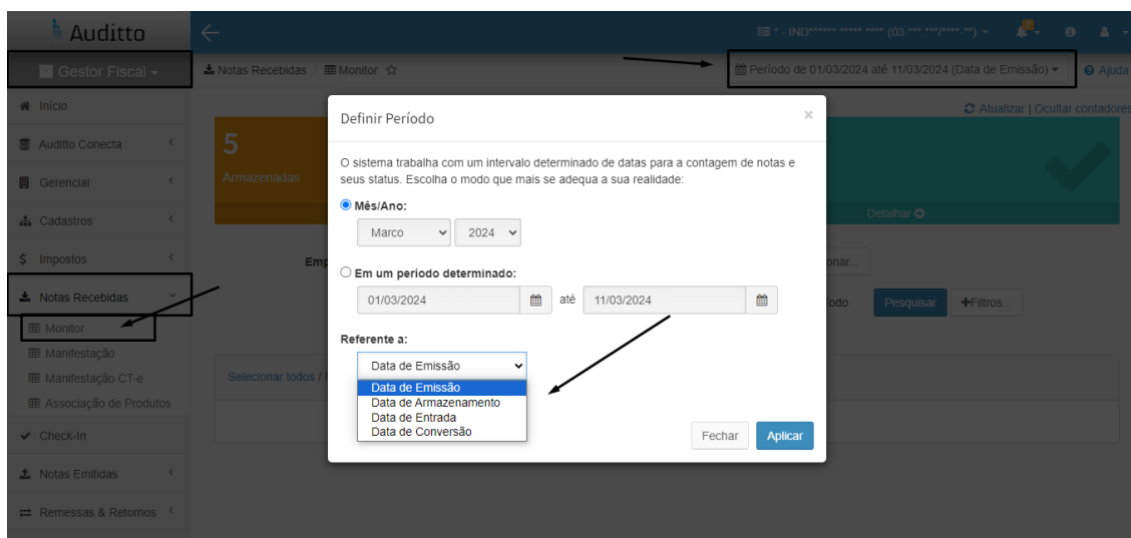 Auditto
* - IND****** ***** **** (03.*** ***/****.**)
Gestor Fiscal
Notas Recebidas / Monitor
Período de 01/03/2024 até 11/03/2024 (Data de Emissão)
Ajuda
Início
Auditto Conecta
Gerencial
Cadastros
$ Impostos
Notas Recebidas
Monitor
Manifestação
Manifestação CT-e
Associação de Produtos
Check-In
Notas Emitidas
Remessas & Retornos
Atualizar | Ocultar contadores
5
Armazenadas
Detalhar
Emp
onar...
íodo
Pesquisar
+Filtros...
Selecionar todos /
Definir Período
×
O sistema trabalha com um intervalo determinado de datas para a contagem de notas e
seus status. Escolha o modo que mais se adequa a sua realidade:
Mês/Ano:
Marco
2024
Em um período determinado:
01/03/2024
até
11/03/2024
Referente a:
Data de Emissão
Data de Emissão
Data de Armazenamento
Data de Entrada
Data de Conversão
Fechar
Aplicar